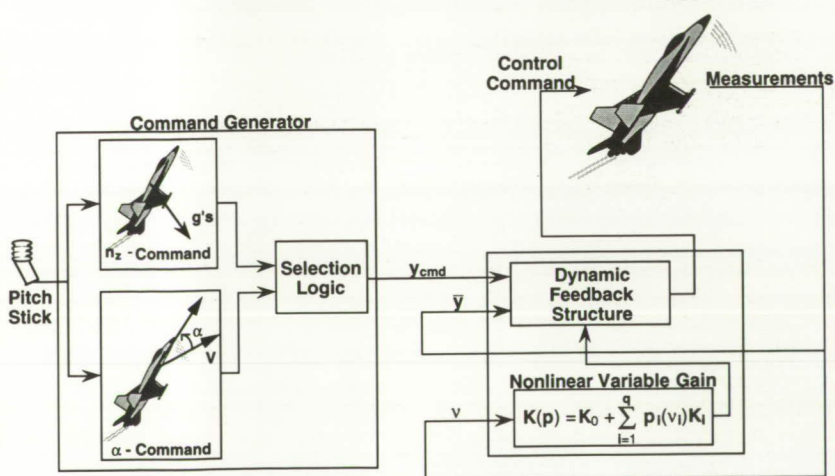 Control
Command
Measurements
Command Generator
g's
n_z - Command
Pitch
Stick
α
V
α - Command
Selection
Logic
y_cmd
ȳ
Dynamic
Feedback
Structure
Nonlinear Variable Gain
ν
K(p) = K_0 + \sum_{i=1}^{q} p_i(ν_i)K_i